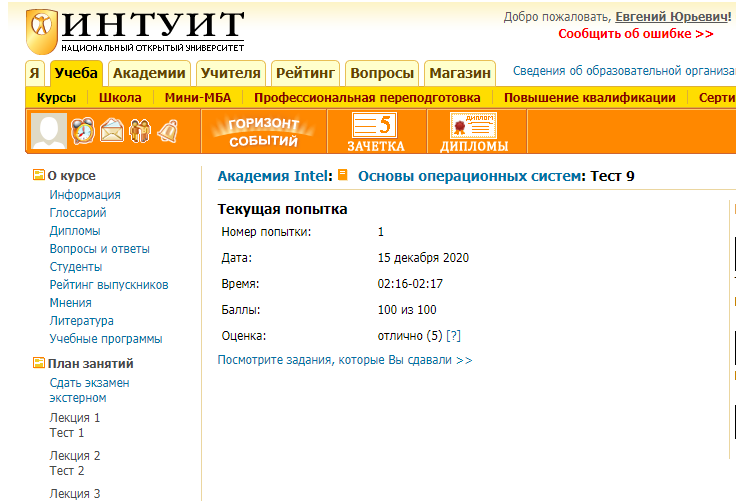 ИНТУИТ
НАЦИОНАЛЬНЫЙ ОТКРЫТЫЙ УНИВЕРСИТЕТ
Добро пожаловать, Евгений Юрьевич!
Сообщить об ошибке >>
Я Учеба Академии Учителя Рейтинг Вопросы Магазин
Сведения об образовательной организа
Курсы Школа Мини-МБА Профессиональная переподготовка Повышение квалификации Серти
ГОРИЗОНТ СОБЫТИЙ
5
ЗАЧЕТКА
ДИПЛОМ
ДИПЛОМЫ
О курсе
Информация
Глоссарий
Дипломы
Вопросы и ответы
Студенты
Рейтинг выпускников
Мнения
Литература
Учебные программы
План занятий
Сдать экзамен
экстерном
Лекция 1
Тест 1
Лекция 2
Тест 2
Лекция 3
Академия Intel: Основы операционных систем: Тест 9
Текущая попытка
Номер попытки: 1
Дата: 15 декабря 2020
Время: 02:16-02:17
Баллы: 100 из 100
Оценка: отлично (5) [?]
Посмотрите задания, которые Вы сдавали >>